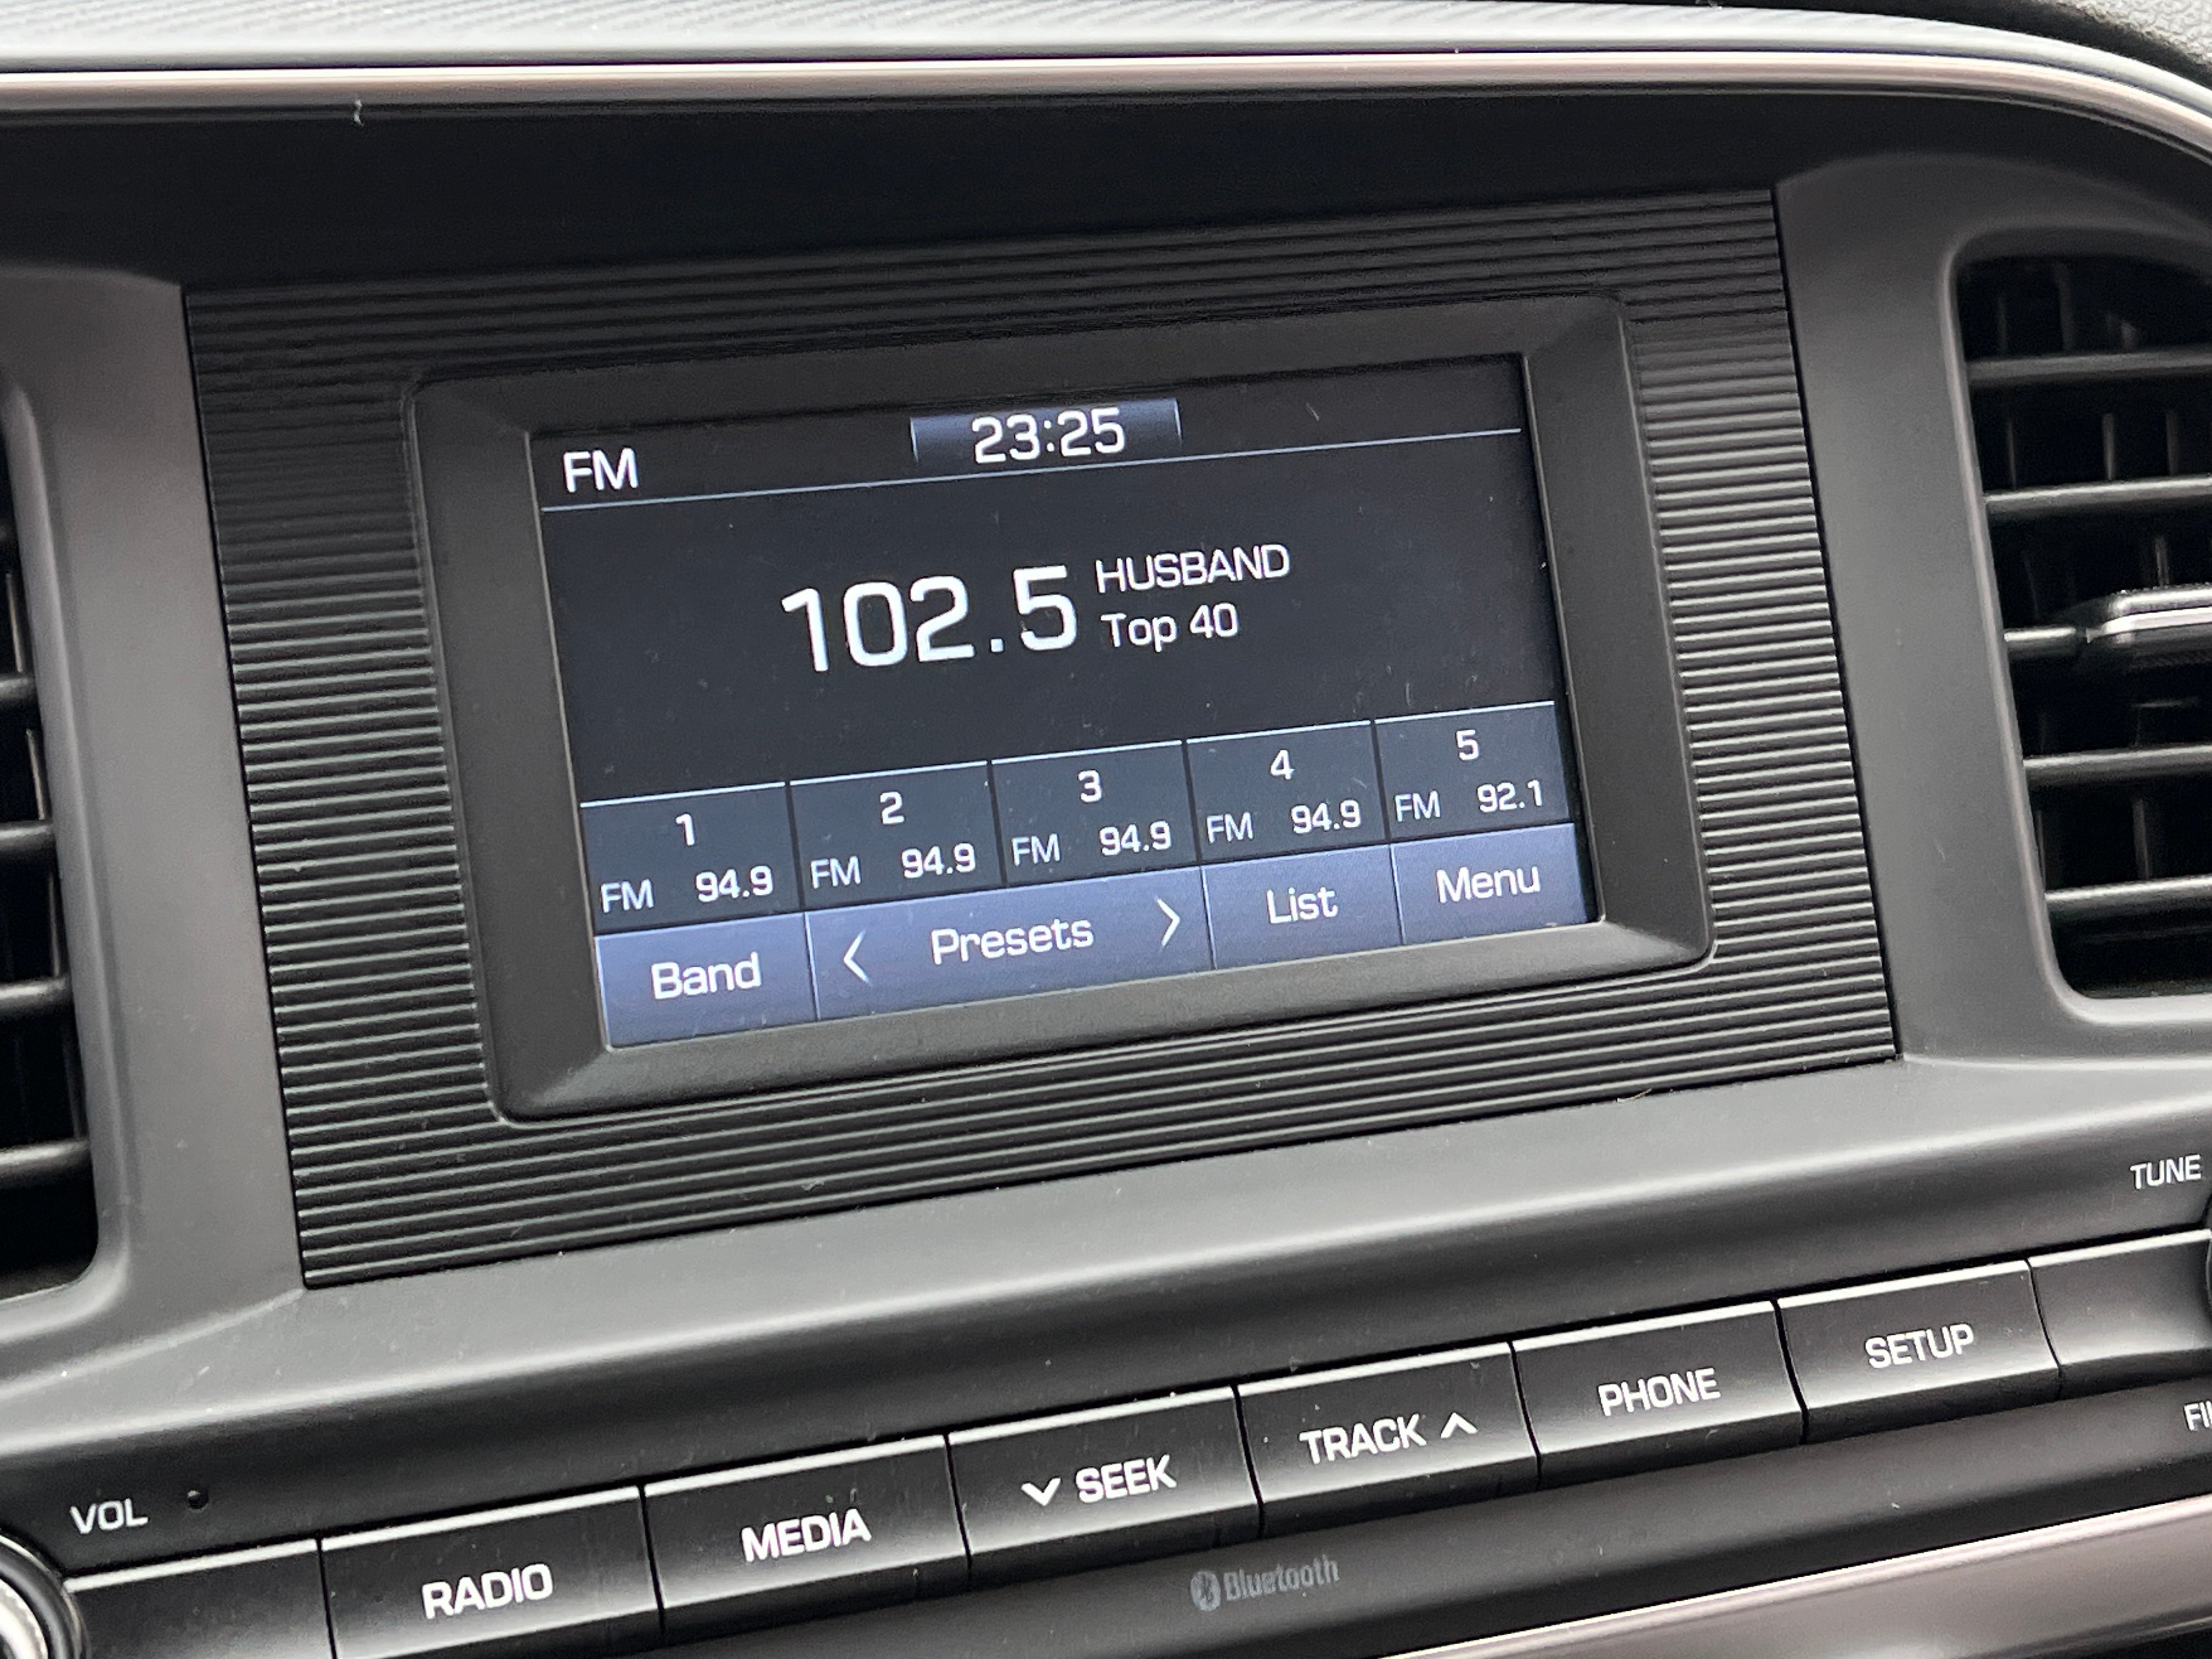 FM 23:25
102.5 HUSBAND
Top 40
1 2 3 4 5
FM 94.9 FM 94.9 FM 94.9 FM 94.9 FM 92.1
Band < Presets > List Menu
TUNE
VOL
RADIO MEDIA SEEK TRACK PHONE SETUP
Bluetooth